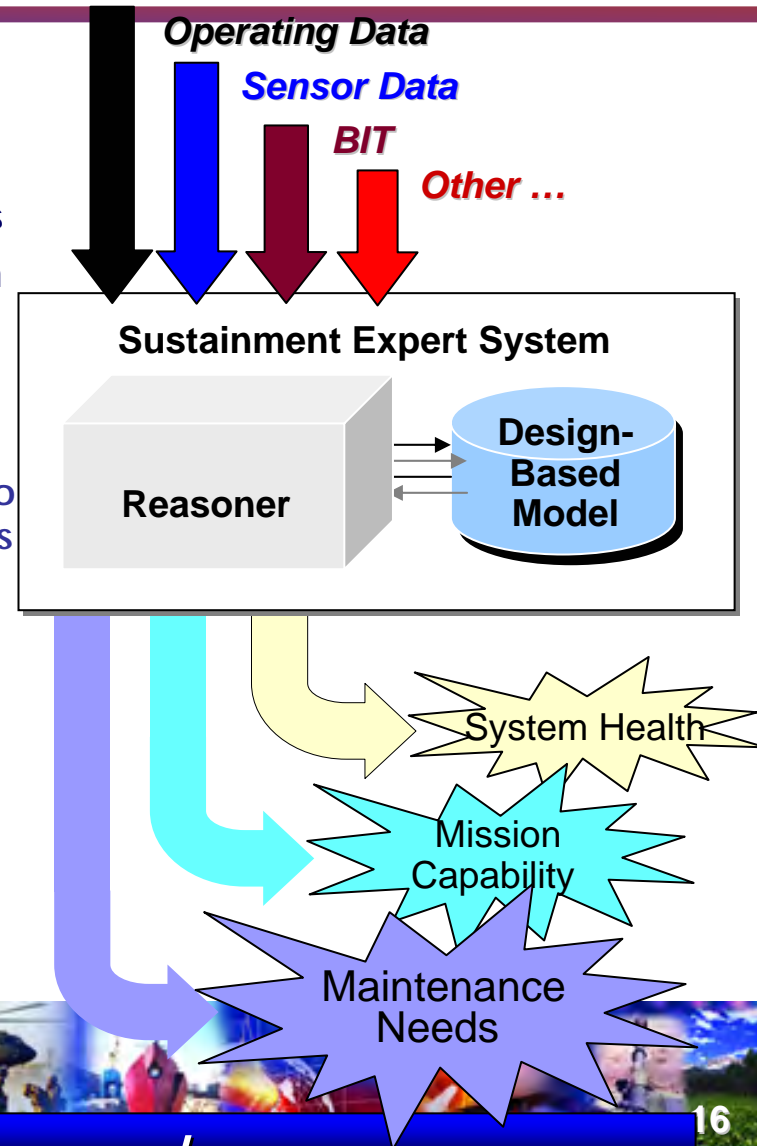 Operating Data
Sensor Data
BIT
Other …
s
Sustainment Expert System
Design-
Based
Model
Reasoner
o
s
System Health
Mission
Capability
Maintenance
Needs
16